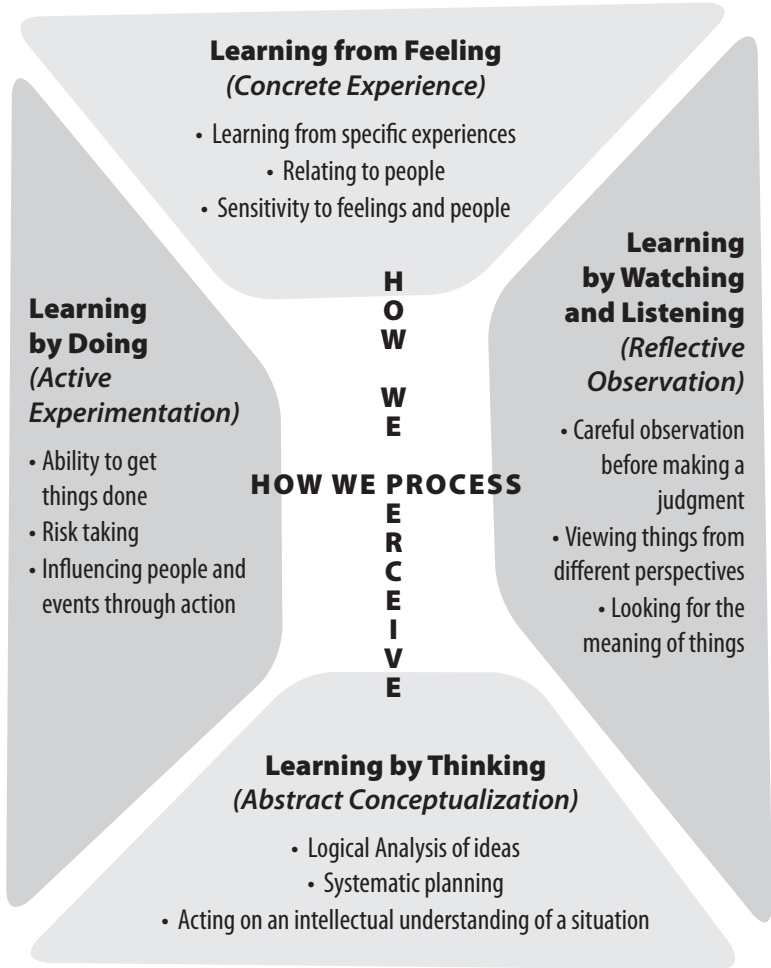 Learning from Feeling
(Concrete Experience)
• Learning from specific experiences
• Relating to people
• Sensitivity to feelings and people
Learning
by Doing
(Active
Experimentation)
• Ability to get
things done
• Risk taking
• Influencing people and
events through action
HOW WE PERCEIVE
HOW WE PROCESS
Learning
by Watching
and Listening
(Reflective
Observation)
• Careful observation
before making a
judgment
• Viewing things from
different perspectives
• Looking for the
meaning of things
Learning by Thinking
(Abstract Conceptualization)
• Logical Analysis of ideas
• Systematic planning
• Acting on an intellectual understanding of a situation